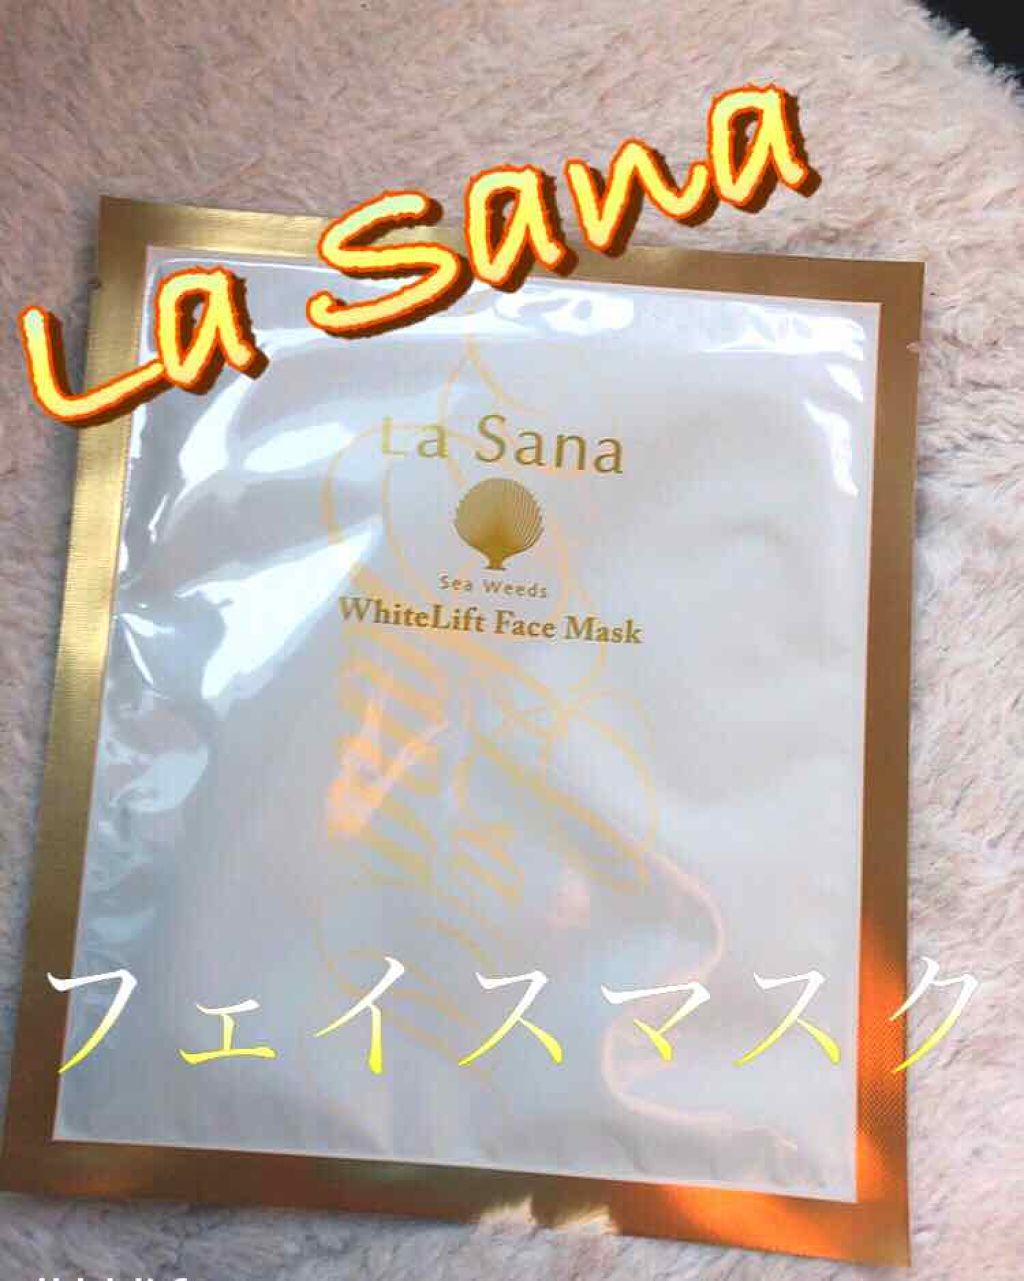 La Sana
La Sana
Sea Weeds
WhiteLift Face Mask
フェイスマスク